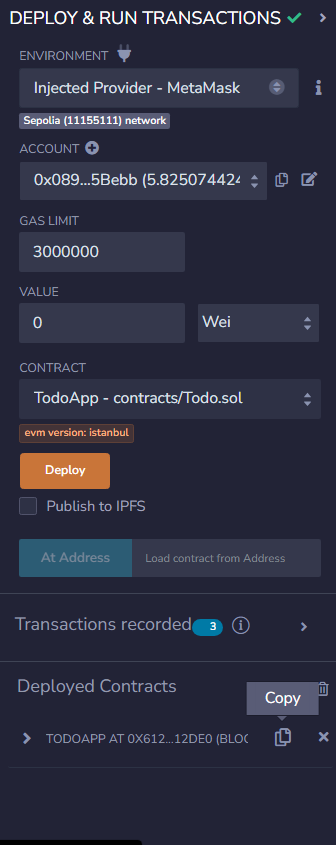 DEPLOY & RUN TRANSACTIONS
ENVIRONMENT
Injected Provider - MetaMask
Sepolia (11155111) network
ACCOUNT
0x089...5Bebb (5.825074424
GAS LIMIT
3000000
VALUE
0 Wei
CONTRACT
TodoApp - contracts/Todo.sol
evm version: istanbul
Deploy
Publish to IPFS
At Address Load contract from Address
Transactions recorded 3
Deployed Contracts
Copy
TODOAPP AT 0X612...12DE0 (BLOC